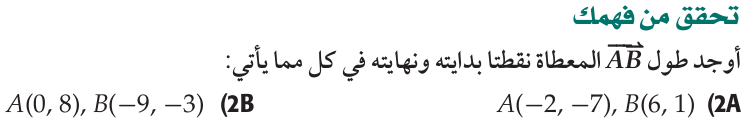 تحقق من فهمك
أوجد طول $\overrightarrow{AB}$ المعطاة نقطتا بدايته ونهايته في كل مما يأتي:
A(−2, −7), B(6, 1) (2A    A(0, 8), B(−9, −3) (2B